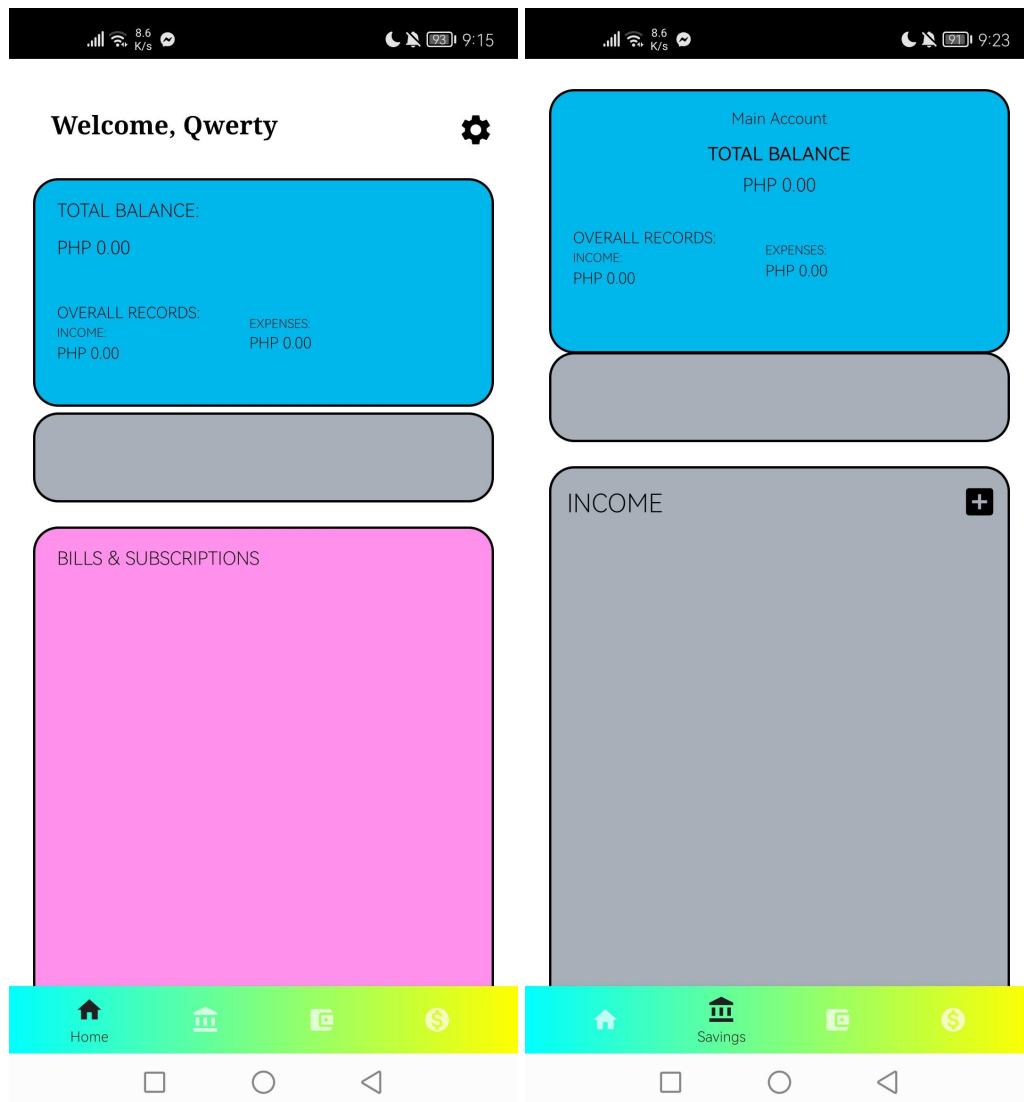 8.6
K/s
93
9:15
Welcome, Qwerty
TOTAL BALANCE:
PHP 0.00
OVERALL RECORDS:
INCOME:
PHP 0.00
EXPENSES:
PHP 0.00
BILLS & SUBSCRIPTIONS
Home
8.6
K/s
91
9:23
Main Account
TOTAL BALANCE
PHP 0.00
OVERALL RECORDS:
INCOME:
PHP 0.00
EXPENSES:
PHP 0.00
INCOME
Savings